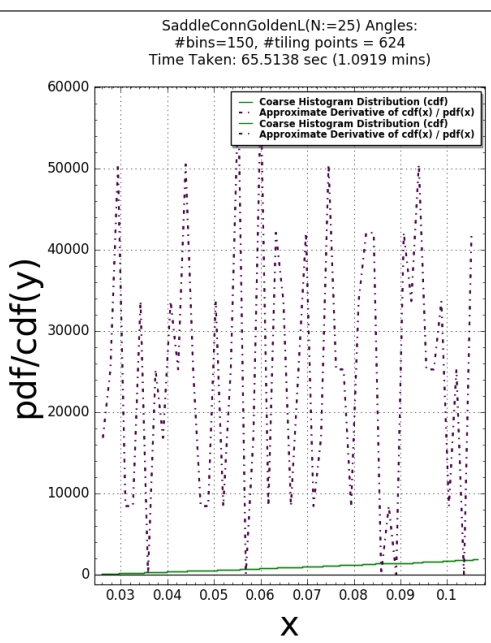 SaddleConnGoldenL(N:=25) Angles:
#bins=150, #tiling points = 624
Time Taken: 65.5138 sec (1.0919 mins)
60000
50000
40000
30000
20000
10000
0
pdf/cdf(y)
Coarse Histogram Distribution (cdf)
Approximate Derivative of cdf(x) / pdf(x)
Coarse Histogram Distribution (cdf)
Approximate Derivative of cdf(x) / pdf(x)
0.03 0.04 0.05 0.06 0.07 0.08 0.09 0.1
x